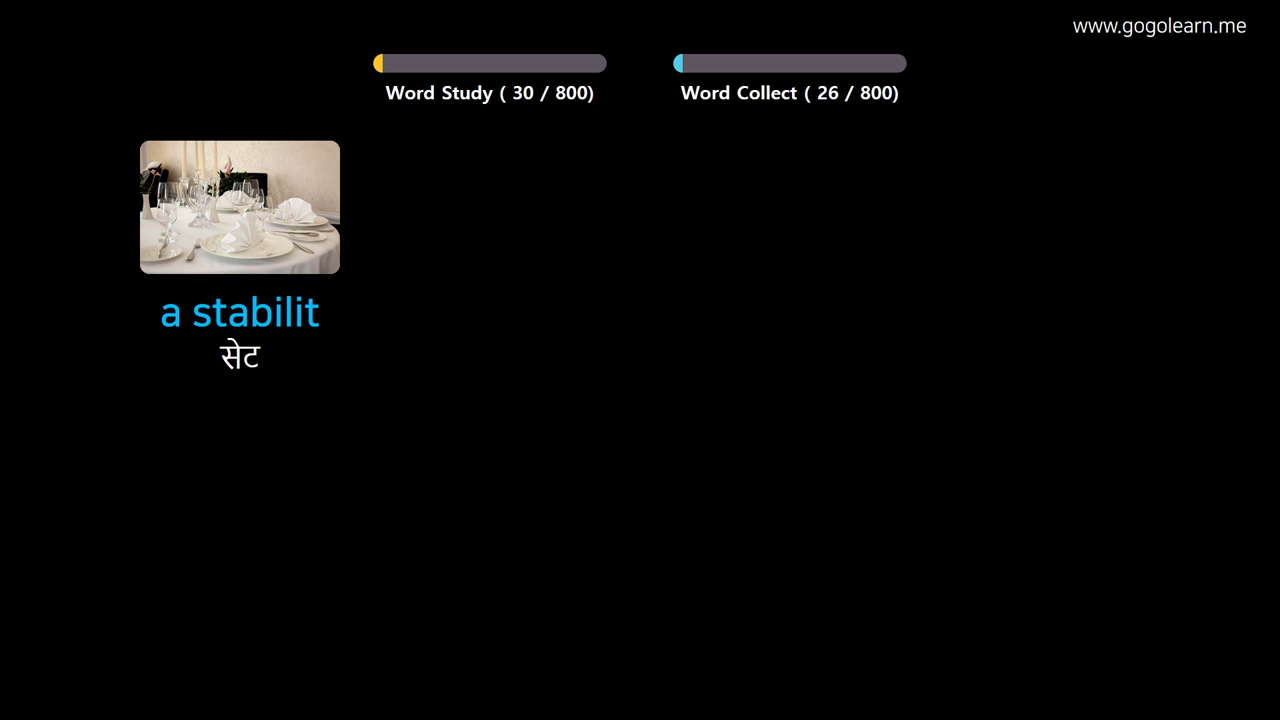 www.gogolearn.me
Word Study ( 30 / 800)
Word Collect ( 26 / 800)
a stabilit
सेट